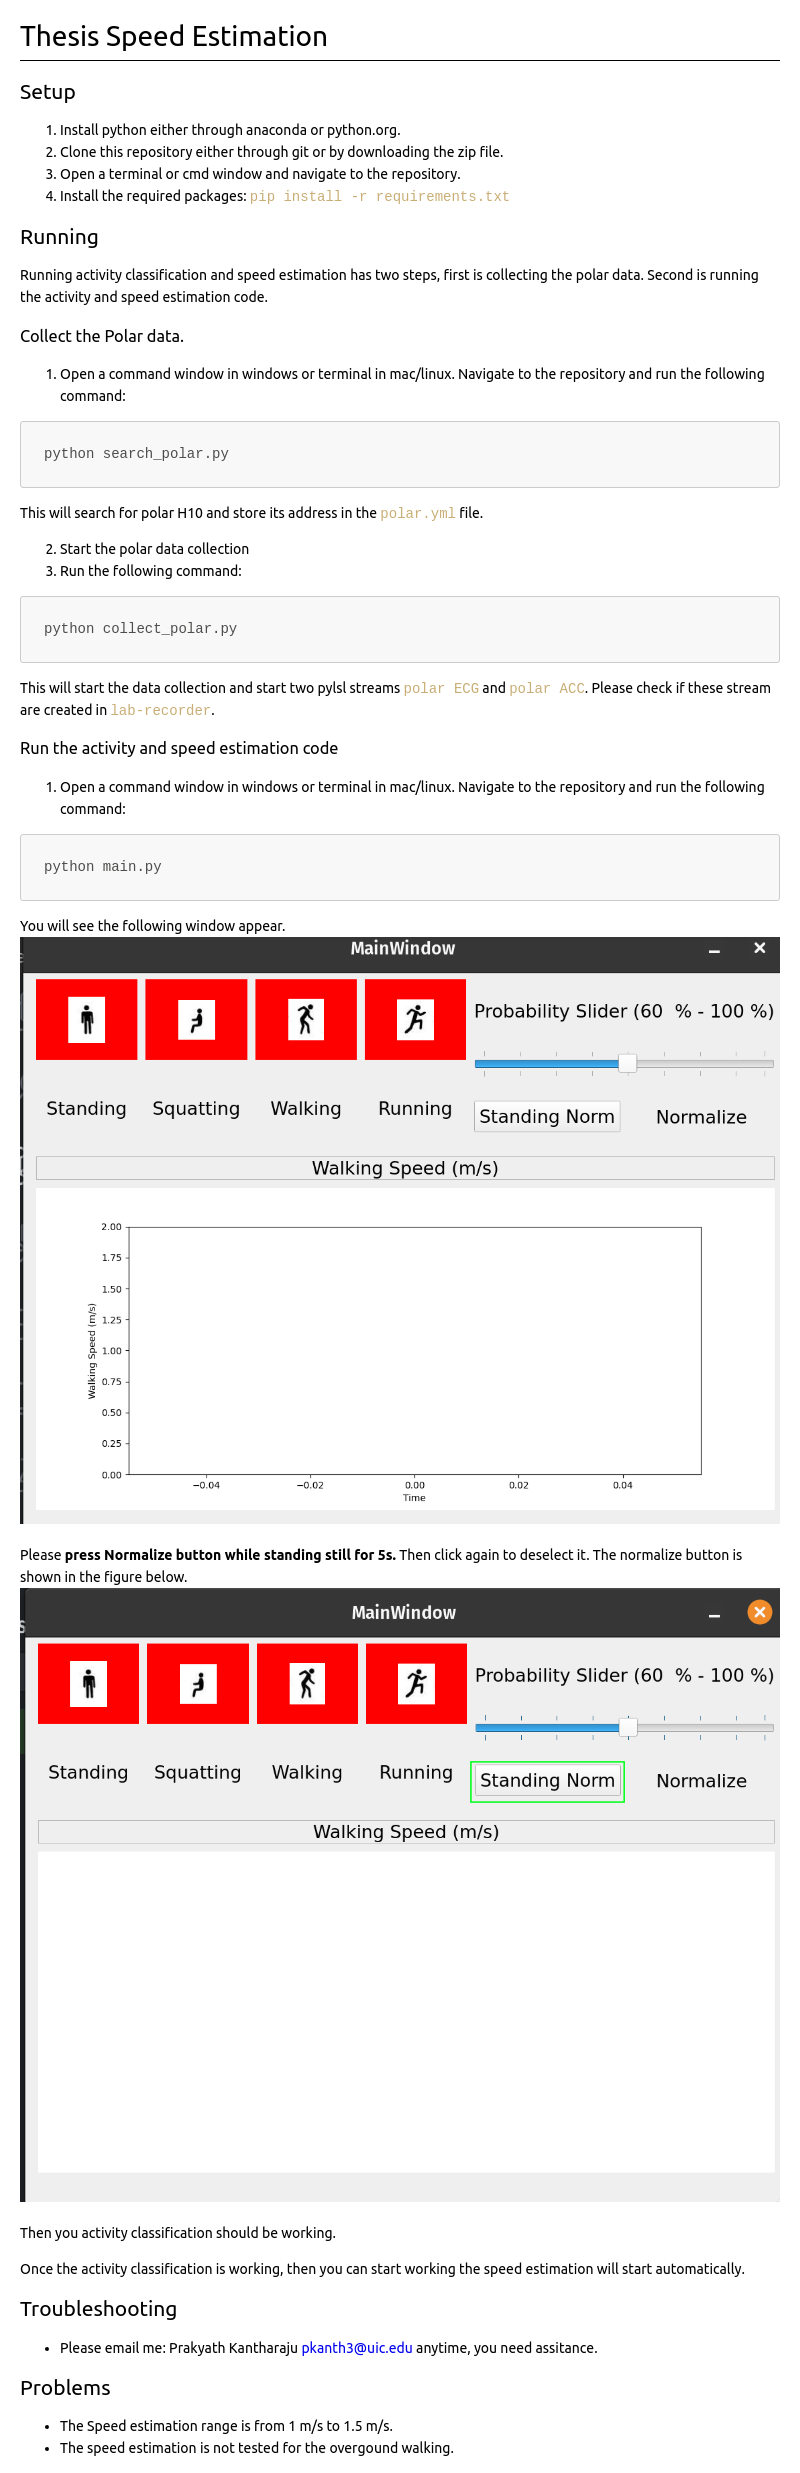 Thesis Speed Estimation
Setup
1. Install python either through anaconda or python.org.
2. Clone this repository either through git or by downloading the zip file.
3. Open a terminal or cmd window and navigate to the repository.
4. Install the required packages: pip install -r requirements.txt
Running
Running activity classification and speed estimation has two steps, first is collecting the polar data. Second is running
the activity and speed estimation code.
Collect the Polar data.
1. Open a command window in windows or terminal in mac/linux. Navigate to the repository and run the following
command:
python search_polar.py
This will search for polar H10 and store its address in the polar.yml file.
2. Start the polar data collection
3. Run the following command:
python collect_polar.py
This will start the data collection and start two pylsl streams polar ECG and polar ACC. Please check if these stream
are created in lab-recorder.
Run the activity and speed estimation code
1. Open a command window in windows or terminal in mac/linux. Navigate to the repository and run the following
command:
python main.py
You will see the following window appear.
MainWindow
Probability Slider (60 % - 100 %)
Standing Squatting Walking Running Standing Norm Normalize
Walking Speed (m/s)
2.00
1.75
1.50
1.25
1.00
0.75
0.50
0.25
0.00
Walking Speed (m/s)
−0.04 −0.02 0.00 0.02 0.04
Time
Please press Normalize button while standing still for 5s. Then click again to deselect it. The normalize button is
shown in the figure below.
MainWindow
Probability Slider (60 % - 100 %)
Standing Squatting Walking Running Standing Norm Normalize
Walking Speed (m/s)
Then you activity classification should be working.
Once the activity classification is working, then you can start working the speed estimation will start automatically.
Troubleshooting
• Please email me: Prakyath Kantharaju pkanth3@uic.edu anytime, you need assitance.
Problems
• The Speed estimation range is from 1 m/s to 1.5 m/s.
• The speed estimation is not tested for the overgound walking.